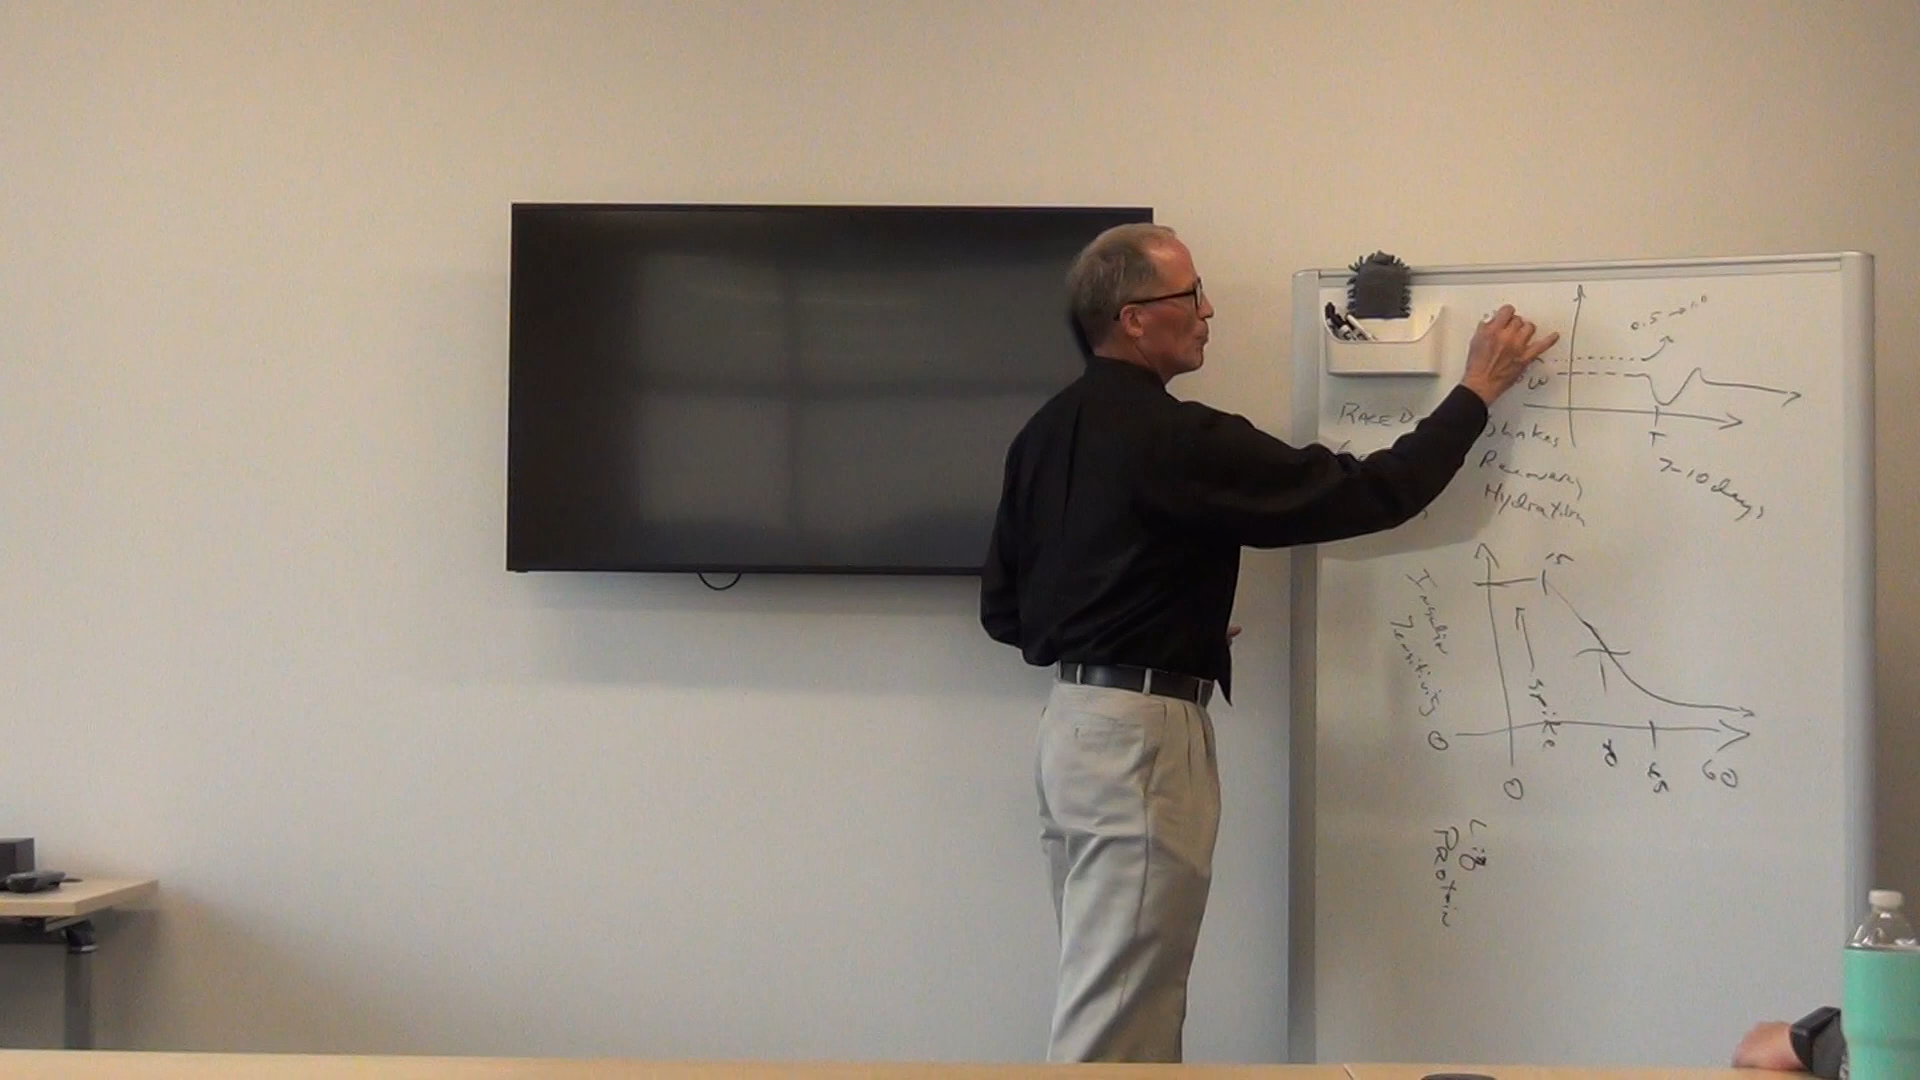 0.5 → 1.0
W
RACE D
Shakes
Recovery
Hydration
T
7-10 days
15
Insulin
Sensitivity
spike
0
45
60
0
Liq
Protein